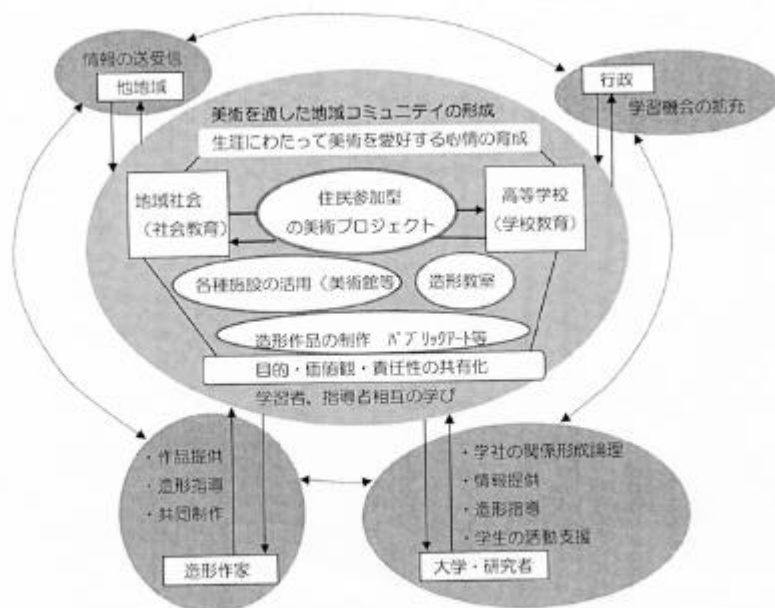 情報の送受信
他地域
行政
学習機会の拡充
美術を通した地域コミュニテイの形成
生涯にわたって美術を愛好する心情の育成
地域社会
(社会教育)
住民参加型
の美術プロジェクト
高等学校
(学校教育)
各種施設の活用(美術館等
造形教室
造形作品の制作 パブリックアート等
目的・価値観・責任性の共有化
学習者、指導者相互の学び
・作品提供
・造形指導
・共同制作
造形作家
・学社の関係形成論理
・情報提供
・造形指導
・学生の活動支援
大学・研究者